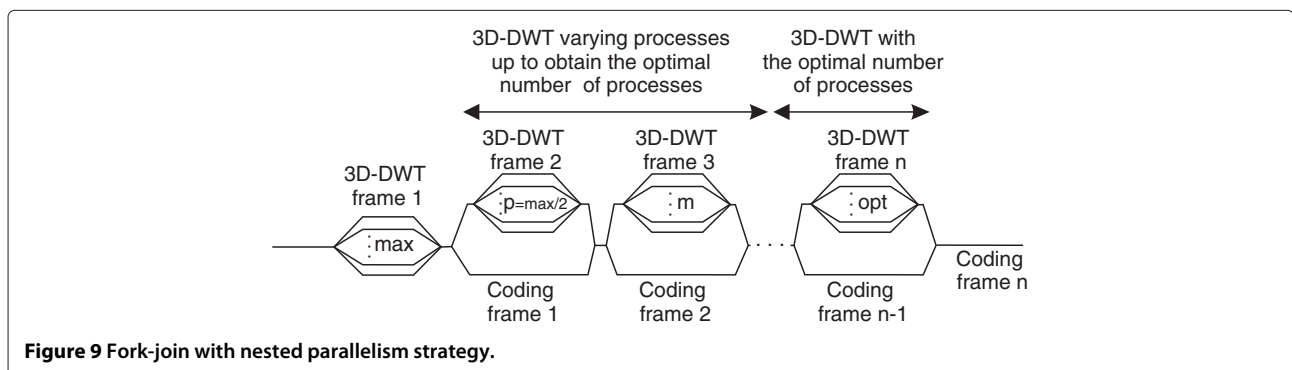 3D-DWT varying processes
up to obtain the optimal
number of processes
3D-DWT with
the optimal number
of processes
3D-DWT
frame 1
max
3D-DWT
frame 2
p=max/2
Coding
frame 1
3D-DWT
frame 3
m
Coding
frame 2
3D-DWT
frame n
opt
Coding
frame n-1
Coding
frame n
Figure 9 Fork-join with nested parallelism strategy.